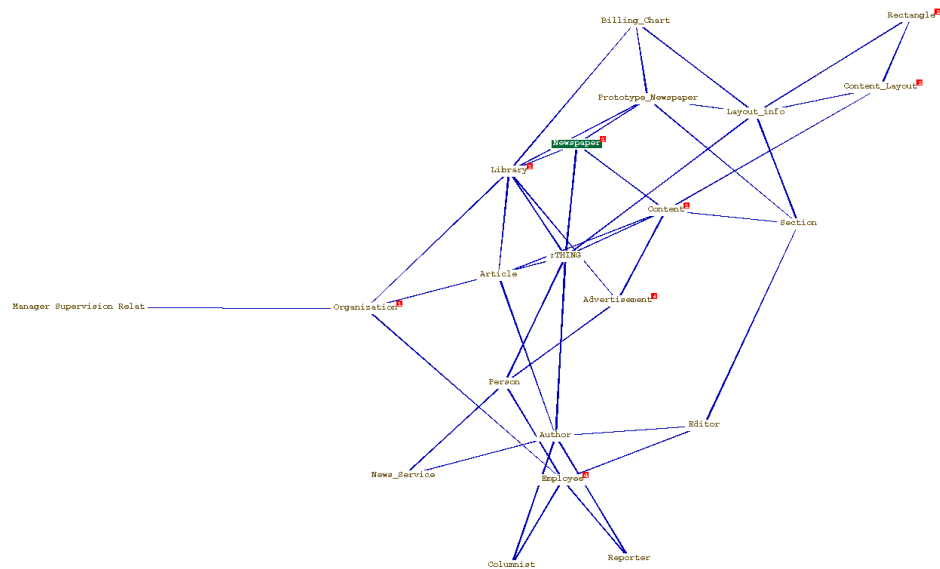 Rectangle
Billing_Chart
Content_Layout
Prototype_Newspaper
Layout_info
Newspaper
Library
Content
Section
:THING
Article
Advertisement
Manager Supervision Relat
Organization
Person
Editor
Author
News_Service
Employee
Reporter
Columnist